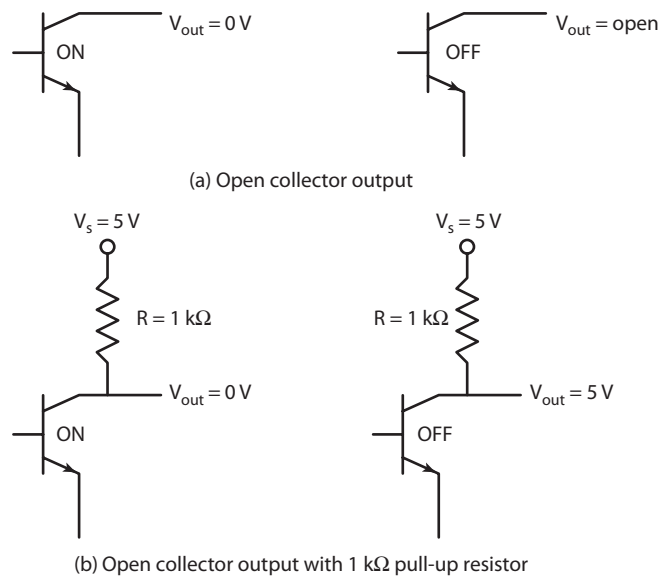 V_out = 0 V
V_out = open
ON
OFF
(a) Open collector output
V_s = 5 V
V_s = 5 V
R = 1 kΩ
R = 1 kΩ
V_out = 0 V
V_out = 5 V
ON
OFF
(b) Open collector output with 1 kΩ pull-up resistor